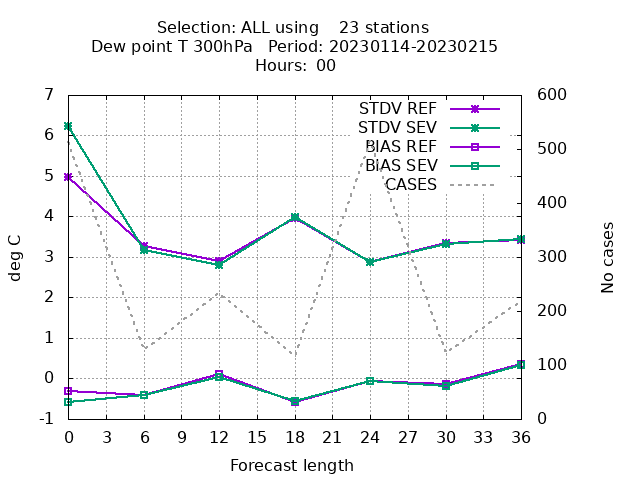 Selection: ALL using    23 stations
Dew point T 300hPa   Period: 20230114-20230215
Hours: 00
7
6
5
4
3
2
1
0
-1
600
500
400
300
200
100
0
STDV REF
STDV SEV
BIAS REF
BIAS SEV
CASES
deg C
No cases
0 3 6 9 12 15 18 21 24 27 30 33 36
Forecast length